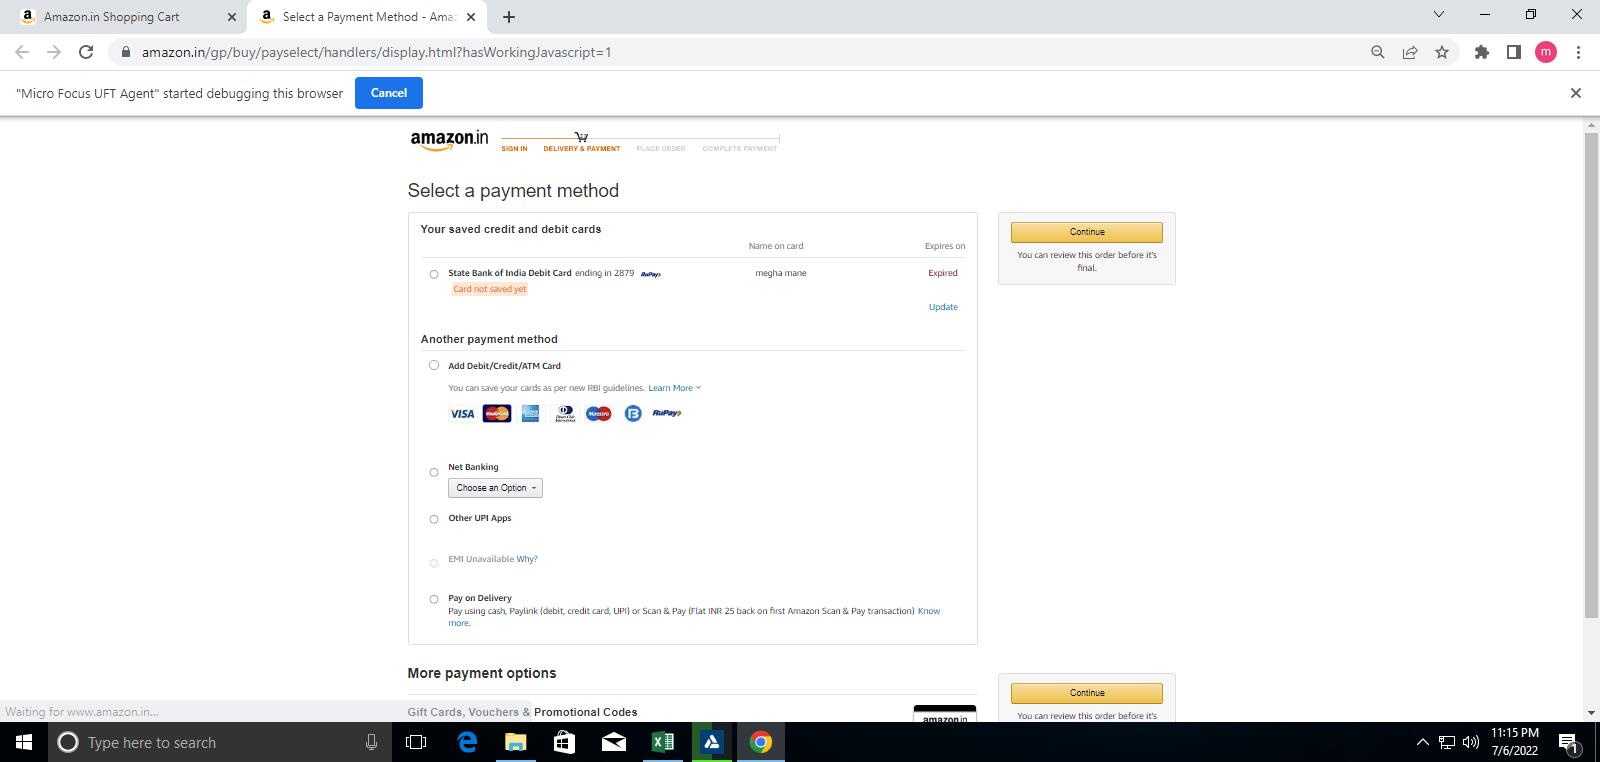 Amazon.in Shopping Cart
Select a Payment Method - Amaz
amazon.in/gp/buy/payselect/handlers/display.html?hasWorkingJavascript=1
m
"Micro Focus UFT Agent" started debugging this browser
Cancel
amazon.in
SIGN IN DELIVERY & PAYMENT PLACE ORDER COMPLETE PAYMENT
Select a payment method
Your saved credit and debit cards
Name on card Expires on
State Bank of India Debit Card ending in 2879 RuPay megha mane Expired
Card not saved yet
Update
Continue
You can review this order before it's
final.
Another payment method
Add Debit/Credit/ATM Card
You can save your cards as per new RBI guidelines. Learn More
VISA MasterCard Maestro RuPay
Net Banking
Choose an Option
Other UPI Apps
EMI Unavailable Why?
Pay on Delivery
Pay using cash, Paylink (debit, credit card, UPI) or Scan & Pay (Flat INR 25 back on first Amazon Scan & Pay transaction) Know
more.
More payment options
Continue
You can review this order before it's
Gift Cards, Vouchers & Promotional Codes
amazon.in
Waiting for www.amazon.in...
Type here to search
11:15 PM
7/6/2022
1